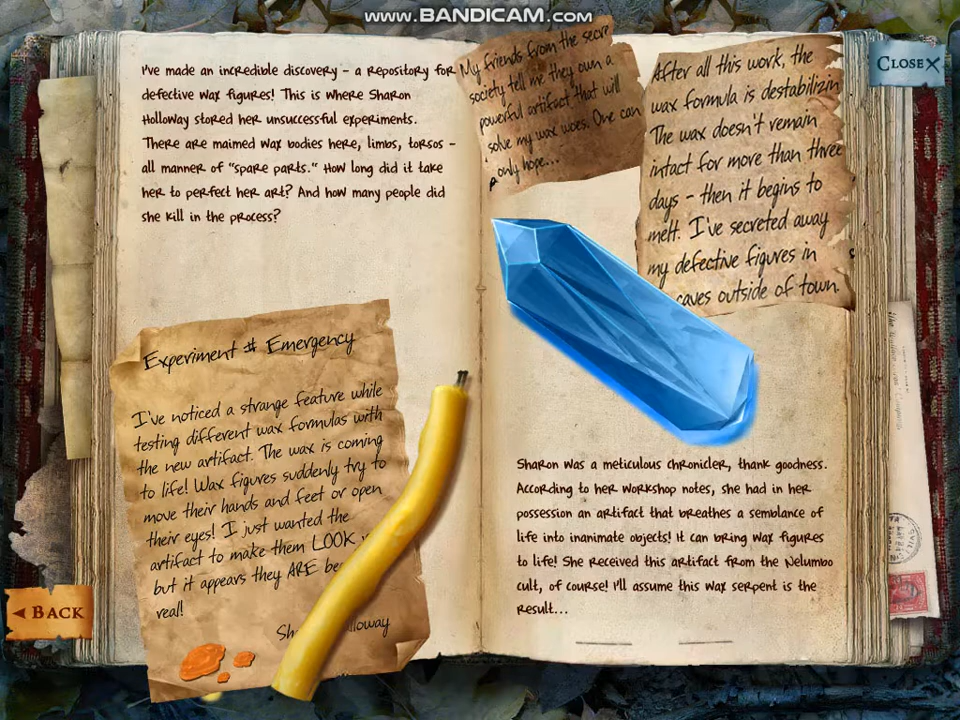 www.BANDICAM.com
I've made an incredible discovery – a repository for
defective wax figures! This is where Sharon
Holloway stored her unsuccessful experiments.
There are maimed wax bodies here, limbs, torsos –
all manner of "spare parts." How long did it take
her to perfect her art? And how many people did
she kill in the process?
Experiment # Emergency
I've noticed a strange feature while
testing different wax formulas with
the new artifact. The wax is coming
to life! Wax figures suddenly try to
move their hands and feet or open
their eyes! I just wanted the
artifact to make them LOOK
but it appears they ARE
real!
My friends from the
society tell me they own a
powerful artifact that will
solve my wax woes. One can
only hope...
After all this work, the
wax formula is
The wax doesn't remain
intact for more than three
days – then it begins to
melt. I've secreted away
my defective figures in
caves outside of town.
Sharon was a meticulous chronicler, thank goodness.
According to her workshop notes, she had in her
possession an artifact that breathes a semblance of
life into inanimate objects! It can bring wax figures
to life! She received this artifact from the Nelumbo
cult, of course! I'll assume this wax serpent is the
result...
CLOSE
BACK